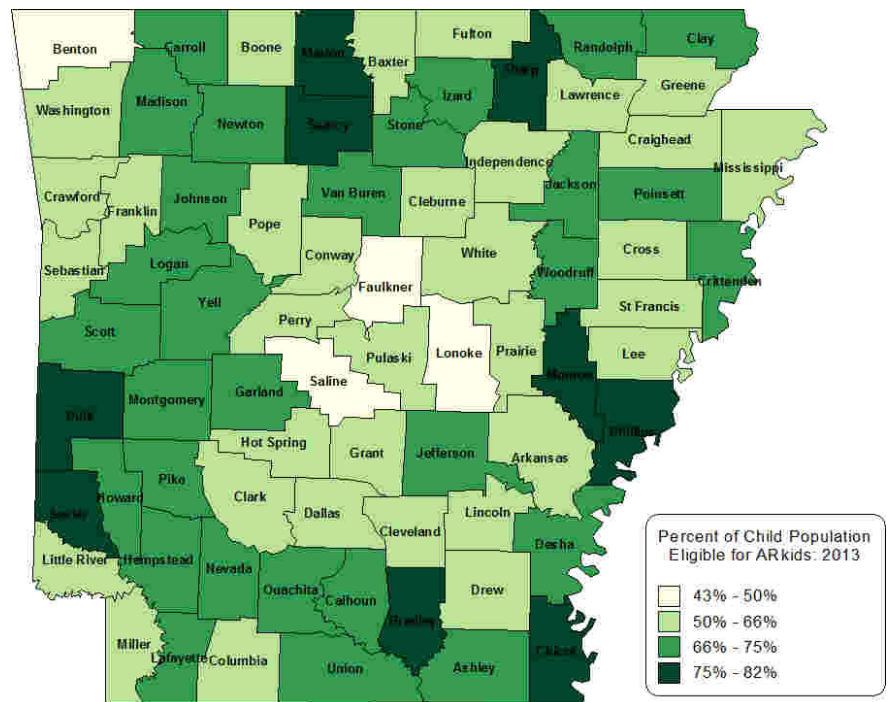 Benton
Carroll
Boone
Marion
Baxter
Fulton
Sharp
Randolph
Clay
Washington
Madison
Newton
Searcy
Stone
Izard
Lawrence
Greene
Craighead
Mississippi
Crawford
Franklin
Johnson
Pope
Van Buren
Cleburne
Independence
Jackson
Poinsett
Sebastian
Logan
Conway
Faulkner
White
Woodruff
Cross
Crittenden
Scott
Yell
Perry
Pulaski
Lonoke
Prairie
St Francis
Lee
Saline
Monroe
Phillips
Polk
Montgomery
Garland
Hot Spring
Grant
Jefferson
Arkansas
Sevier
Howard
Pike
Clark
Dallas
Cleveland
Lincoln
Desha
Little River
Hempstead
Nevada
Ouachita
Calhoun
Bradley
Drew
Chicot
Miller
Lafayette
Columbia
Union
Ashley
Percent of Child Population
Eligible for ARkids: 2013
43% - 50%
50% - 66%
66% - 75%
75% - 82%